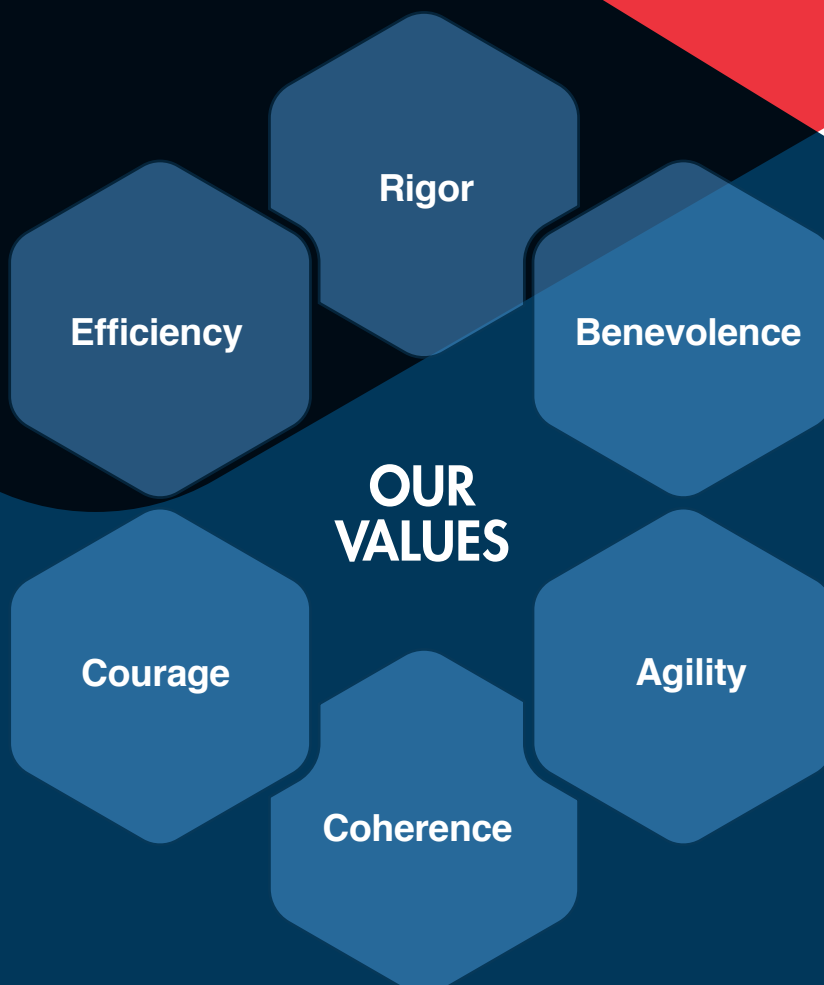 Rigor
Efficiency
Benevolence
OUR
VALUES
Courage
Agility
Coherence